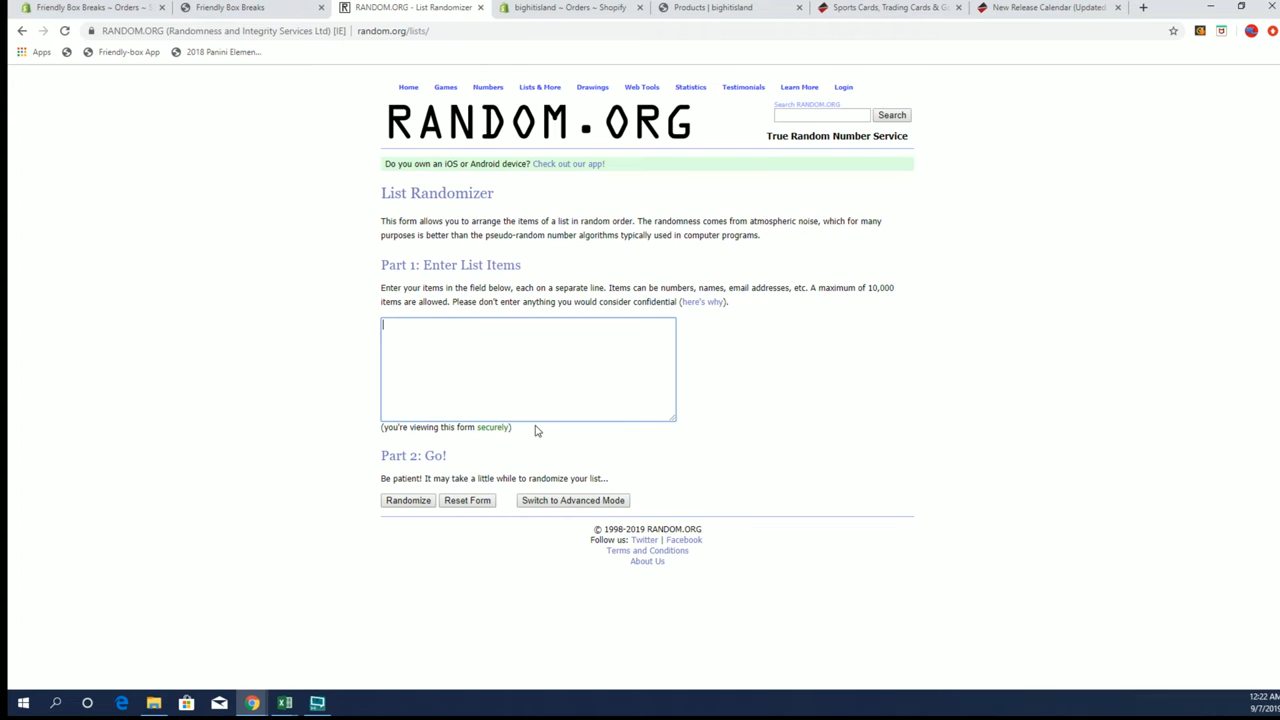 Friendly Box Breaks ~ Orders ~ S
Friendly Box Breaks
RANDOM.ORG - List Randomizer
bighitisland ~ Orders ~ Shopify
Products | bighitisland
Sports Cards, Trading Cards & G
New Release Calendar (Updated
RANDOM.ORG (Randomness and Integrity Services Ltd) [IE] | random.org/lists/
Apps
Friendly-box App
2018 Panini Elemen...
Home Games Numbers Lists & More Drawings Web Tools Statistics Testimonials Learn More Login
RANDOM.ORG
Search RANDOM.ORG
Search
True Random Number Service
Do you own an iOS or Android device? Check out our app!
List Randomizer
This form allows you to arrange the items of a list in random order. The randomness comes from atmospheric noise, which for many
purposes is better than the pseudo-random number algorithms typically used in computer programs.
Part 1: Enter List Items
Enter your items in the field below, each on a separate line. Items can be numbers, names, email addresses, etc. A maximum of 10,000
items are allowed. Please don't enter anything you would consider confidential (here's why).
(you're viewing this form securely)
Part 2: Go!
Be patient! It may take a little while to randomize your list...
Randomize Reset Form Switch to Advanced Mode
© 1998-2019 RANDOM.ORG
Follow us: Twitter | Facebook
Terms and Conditions
About Us
12:22 AM
9/7/2019